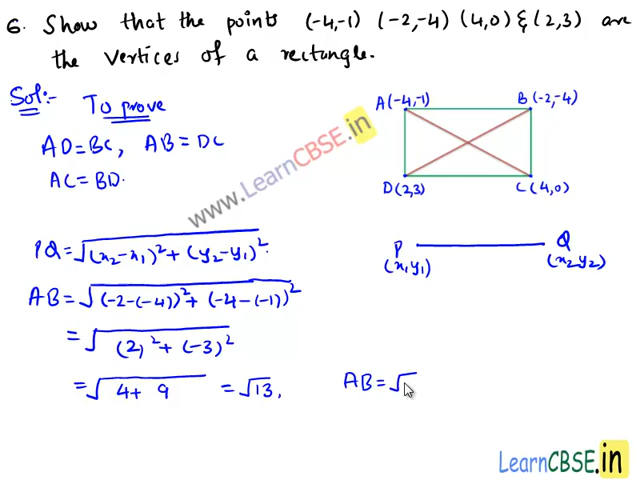 6. Show that the points (-4,-1) (-2,-4) (4,0) & (2,3) are
the vertices of a rectangle.
Sol:-
To prove
AD=BC, AB=DC
AC=BD.
A(-4,-1)
B(-2,-4)
D(2,3)
C(4,0)
www.LearnCBSE.in
PQ=√(x₂-x₁)²+(y₂-y₁)².
P
Q
(x₁y₁)
(x₂y₂)
AB=√(-2-(-4))²+(-4-(-1))²
=√(2)²+(-3)²
=√4+9 =√13,
AB=√
LearnCBSE.in